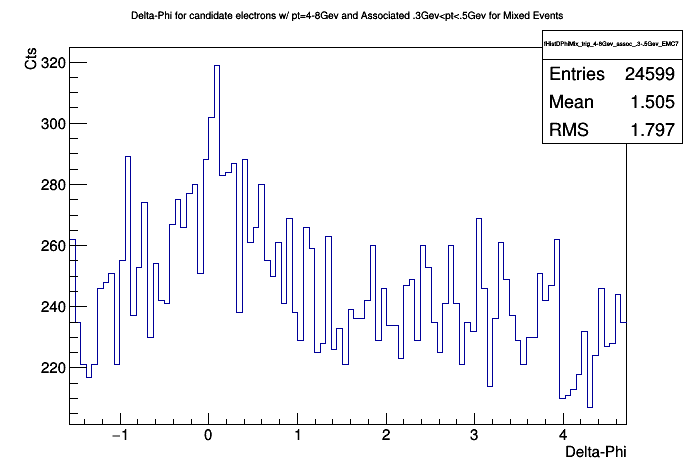 Delta-Phi for candidate electrons w/ pt=4-8Gev and Associated .3Gev<pt<.5Gev for Mixed Events
fHistDPhiMix_trig_4-8Gev_assoc_.3-.5Gev_EMC7
Entries 24599
Mean 1.505
RMS 1.797
Cts
320
300
280
260
240
220
−1 0 1 2 3 4
Delta-Phi